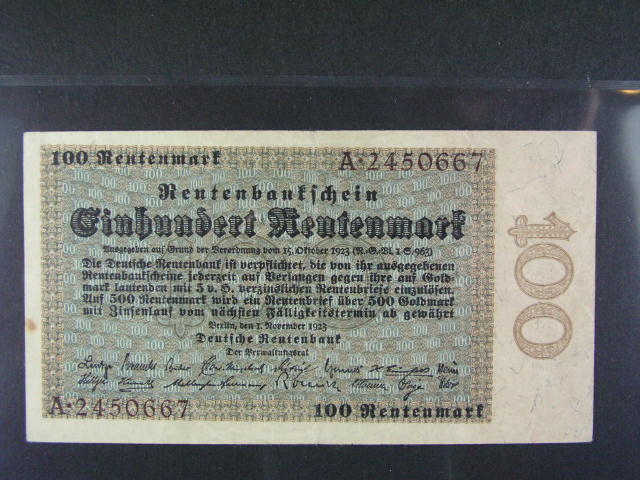 100 Rentenmark A·2450667
Rentenbankschein
Einhundert Rentenmark
Ausgegeben auf Grund der Verordnung vom 15. Oktober 1923 (R.-G.-Bl. I S. 963)
Die Deutsche Rentenbank ist verpflichtet, die von ihr ausgegebenen
Rentenbankscheine jederzeit auf Verlangen gegen ihre auf Gold-
mark lautenden mit 5 v. H. verzinslichen Rentenbriefe einzulösen.
Auf 500 Rentenmark wird ein Rentenbrief über 500 Goldmark
mit Zinsenlauf vom nächsten Fälligkeitstermin ab gewährt
Berlin, den 1. November 1923
Deutsche Rentenbank
Der Verwaltungsrat
A·2450667 100 Rentenmark
100